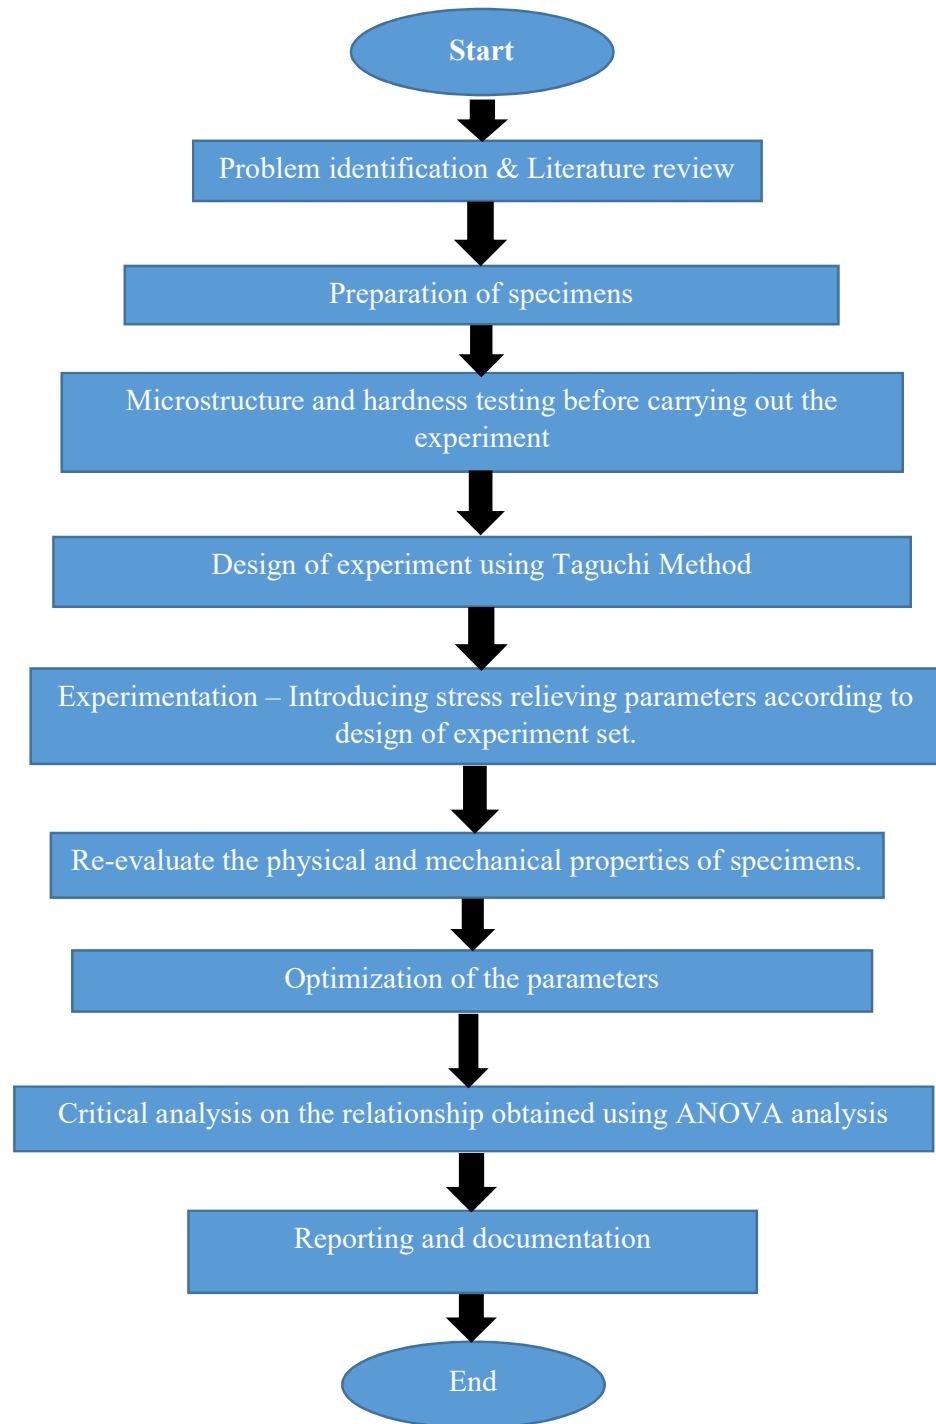 Start
Problem identification & Literature review
Preparation of specimens
Microstructure and hardness testing before carrying out the
experiment
Design of experiment using Taguchi Method
Experimentation – Introducing stress relieving parameters according to
design of experiment set.
Re-evaluate the physical and mechanical properties of specimens.
Optimization of the parameters
Critical analysis on the relationship obtained using ANOVA analysis
Reporting and documentation
End